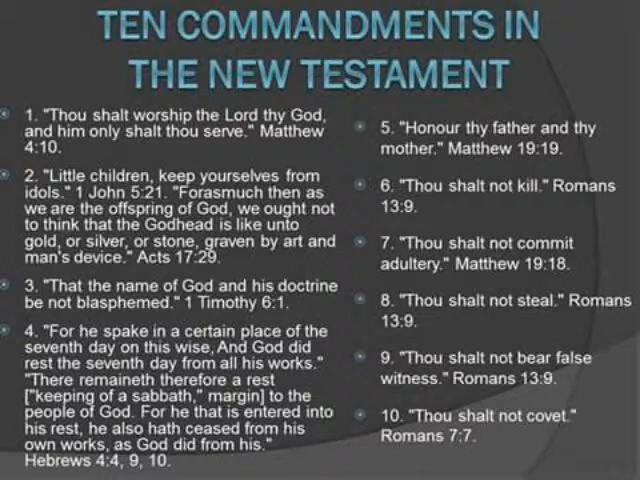 TEN COMMANDMENTS IN
THE NEW TESTAMENT
1. "Thou shalt worship the Lord thy God,
and him only shalt thou serve." Matthew
4:10.
2. "Little children, keep yourselves from
idols." 1 John 5:21. "Forasmuch then as
we are the offspring of God, we ought not
to think that the Godhead is like unto
gold, or silver, or stone, graven by art and
man's device." Acts 17:29.
3. "That the name of God and his doctrine
be not blasphemed." 1 Timothy 6:1.
4. "For he spake in a certain place of the
seventh day on this wise, And God did
rest the seventh day from all his works."
"There remaineth therefore a rest
["keeping of a sabbath," margin] to the
people of God. For he that is entered into
his rest, he also hath ceased from his
own works, as God did from his."
Hebrews 4:4, 9, 10.
5. "Honour thy father and thy
mother." Matthew 19:19.
6. "Thou shalt not kill." Romans
13:9.
7. "Thou shalt not commit
adultery." Matthew 19:18.
8. "Thou shalt not steal." Romans
13:9.
9. "Thou shalt not bear false
witness." Romans 13:9.
10. "Thou shalt not covet."
Romans 7:7.